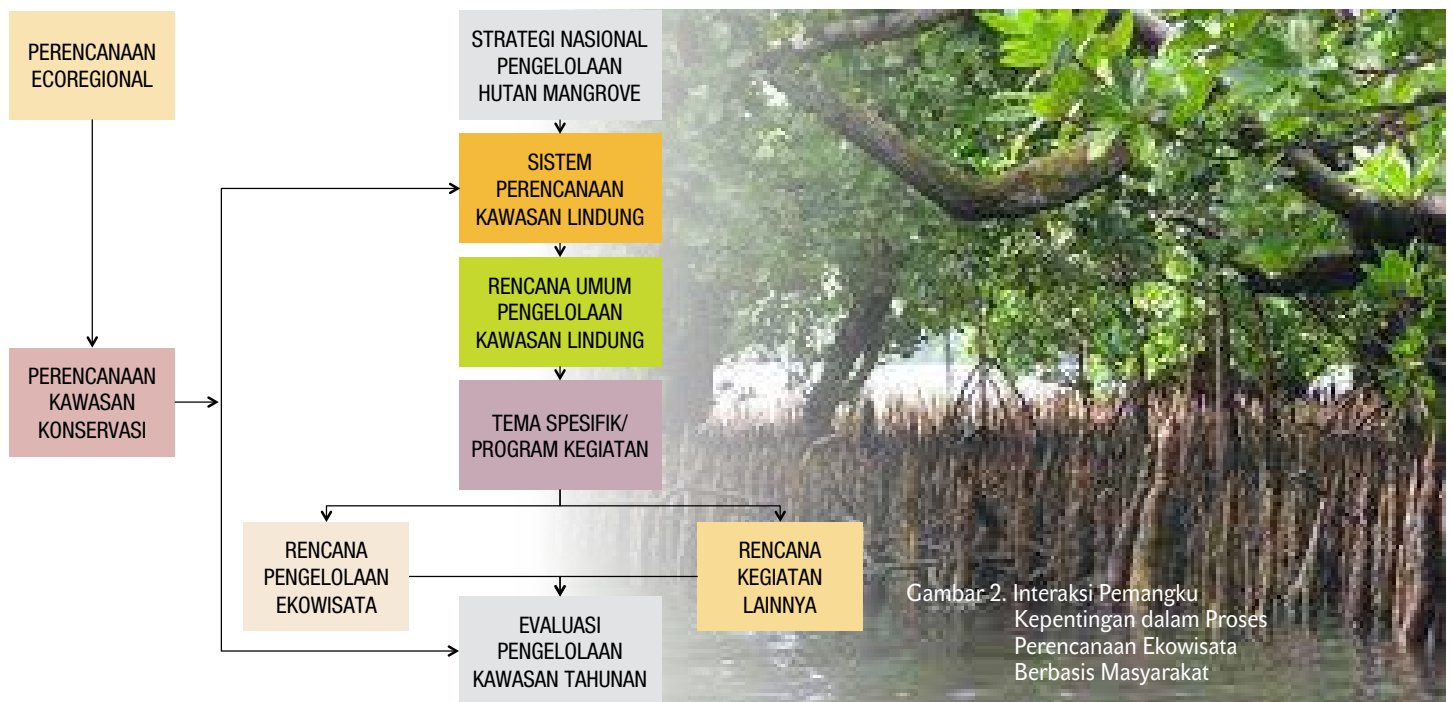 PERENCANAAN
ECOREGIONAL
STRATEGI NASIONAL
PENGELOLAAN
HUTAN MANGROVE
SISTEM
PERENCANAAN
KAWASAN LINDUNG
RENCANA UMUM
PENGELOLAAN
KAWASAN LINDUNG
PERENCANAAN
KAWASAN
KONSERVASI
TEMA SPESIFIK/
PROGRAM KEGIATAN
RENCANA
PENGELOLAAN
EKOWISATA
RENCANA
KEGIATAN
LAINNYA
EVALUASI
PENGELOLAAN
KAWASAN TAHUNAN
Gambar 2. Interaksi Pemangku
Kepentingan dalam Proses
Perencanaan Ekowisata
Berbasis Masyarakat